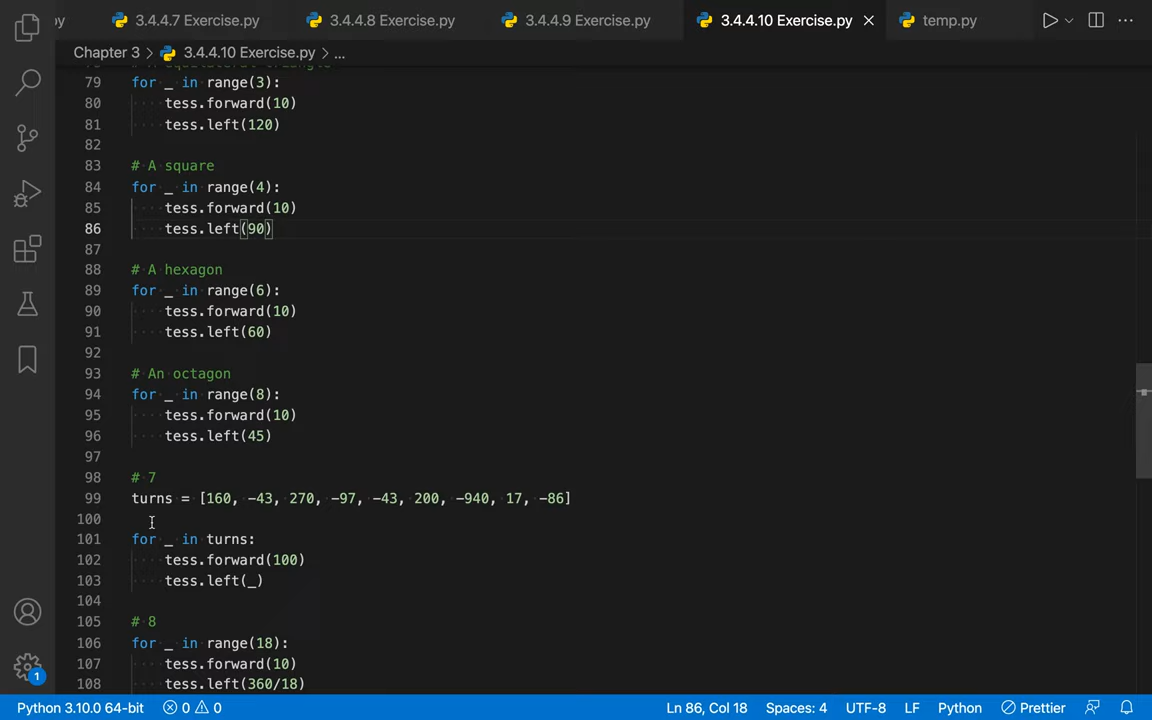 py
3.4.4.7 Exercise.py
3.4.4.8 Exercise.py
3.4.4.9 Exercise.py
3.4.4.10 Exercise.py
temp.py
Chapter 3 > 3.4.4.10 Exercise.py > ...
79 for _ in range(3):
80 tess.forward(10)
81 tess.left(120)
82
83 # A square
84 for _ in range(4):
85 tess.forward(10)
86 tess.left(90)
87
88 # A hexagon
89 for _ in range(6):
90 tess.forward(10)
91 tess.left(60)
92
93 # An octagon
94 for _ in range(8):
95 tess.forward(10)
96 tess.left(45)
97
98 # 7
99 turns = [160, -43, 270, -97, -43, 200, -940, 17, -86]
100
101 for _ in turns:
102 tess.forward(100)
103 tess.left(_)
104
105 # 8
106 for _ in range(18):
107 tess.forward(10)
108 tess.left(360/18)
1
Python 3.10.0 64-bit 0 0 Ln 86, Col 18 Spaces: 4 UTF-8 LF Python Prettier